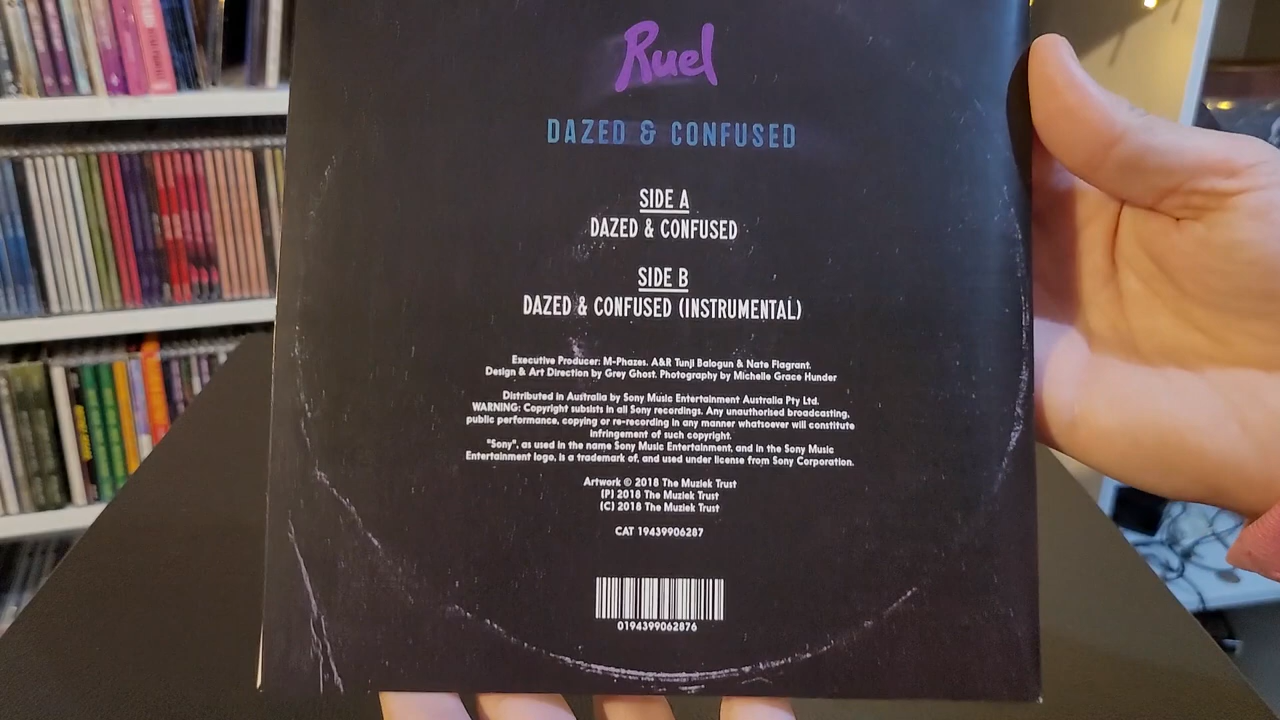 Ruel
DAZED & CONFUSED
SIDE A
DAZED & CONFUSED
SIDE B
DAZED & CONFUSED (INSTRUMENTAL)
Executive Producer: M-Phazes. A&R Tunji Balogun & Nate Flagrant.
Design & Art Direction by Grey Ghost. Photography by Michelle Grace Hunder
Distributed in Australia by Sony Music Entertainment Australia Pty Ltd.
WARNING: Copyright subsists in all Sony recordings. Any unauthorised broadcasting,
public performance, copying or re-recording in any manner whatsoever will constitute
infringement of such copyright.
"Sony", as used in the name Sony Music Entertainment, and in the Sony Music
Entertainment logo, is a trademark of, and used under license from Sony Corporation.
Artwork © 2018 The Muziek Trust
(P) 2018 The Muziek Trust
(C) 2018 The Muziek Trust
CAT 19439906287
0194399062876